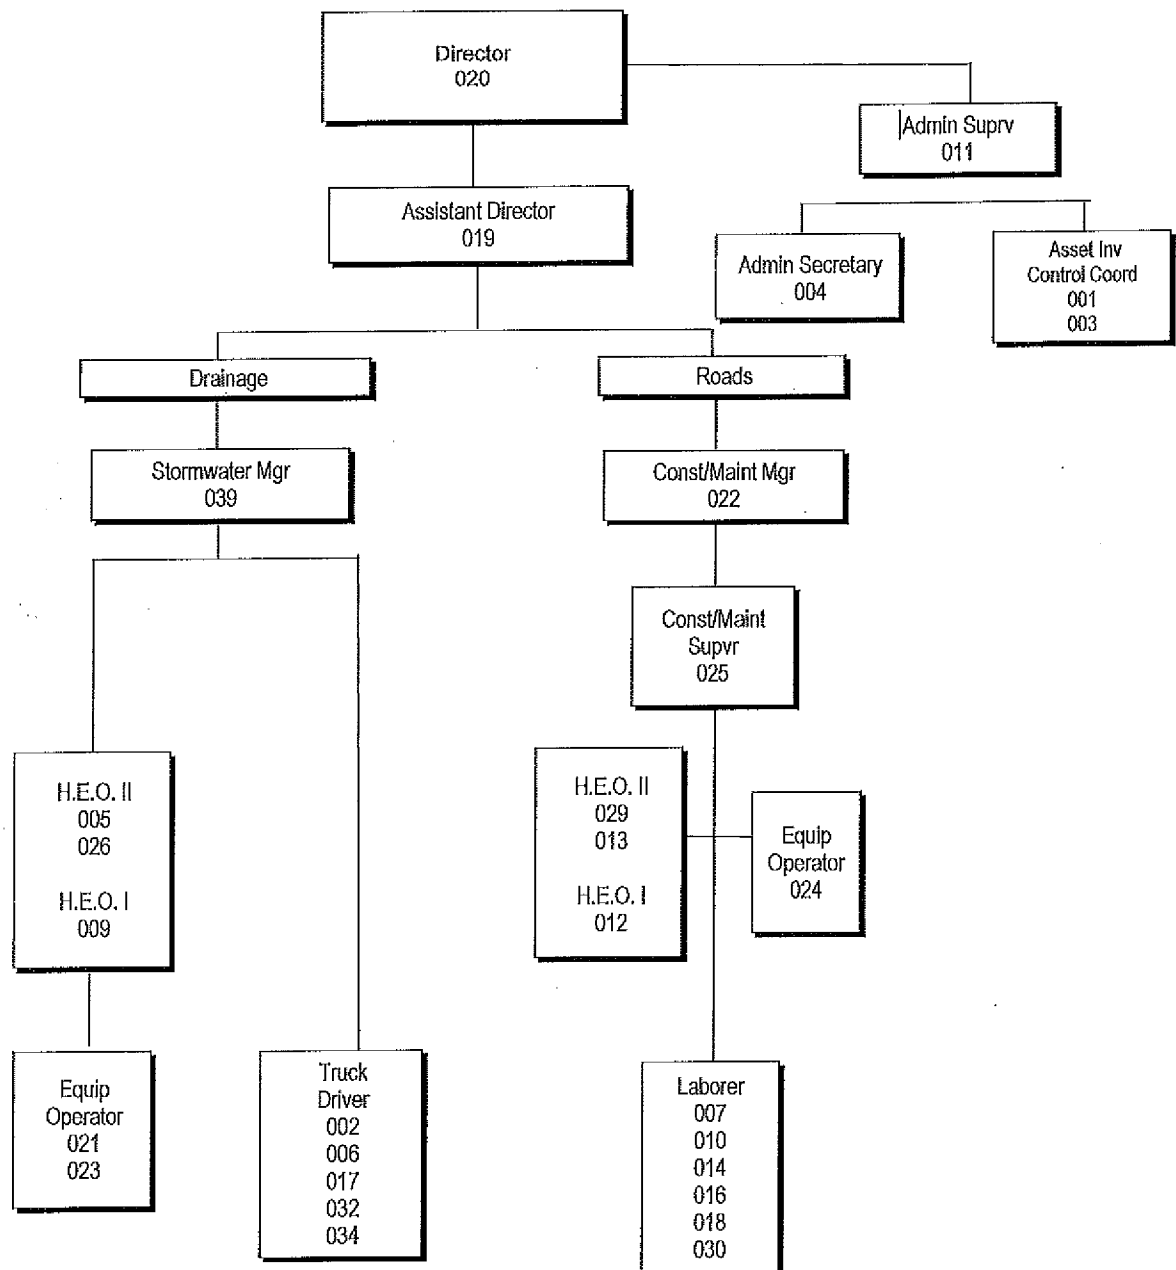 Director
020
Admin Suprv
011
Assistant Director
019
Admin Secretary
004
Asset Inv
Control Coord
001
003
Drainage
Roads
Stormwater Mgr
039
Const/Maint Mgr
022
Const/Maint
Supvr
025
H.E.O. II
005
026
H.E.O. I
009
H.E.O. II
029
013
H.E.O. I
012
Equip
Operator
024
Equip
Operator
021
023
Truck
Driver
002
006
017
032
034
Laborer
007
010
014
016
018
030